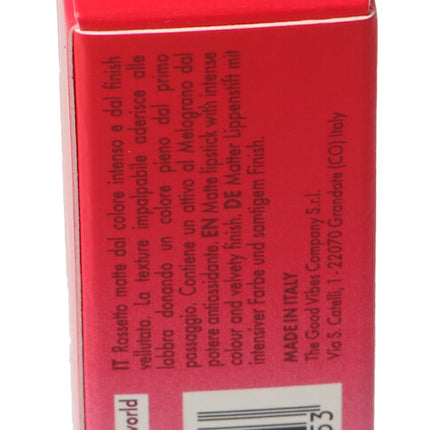 IT Rossetto matte dal colore intenso e dal finish
vellutato. La texture impalpabile aderisce alle
labbra donando un colore pieno dal primo
passaggio. Contiene un attivo al Melograno dal
potere antiossidante. EN Matte lipstick with intense
colour and velvety finish. DE Matter Lippenstift mit
intensiver Farbe und samtigem Finish.
MADE IN ITALY
The Good Vibes Company S.r.l.
Via S. Catelli, 1 - 22070 Grandate (CO) Italy
world
53